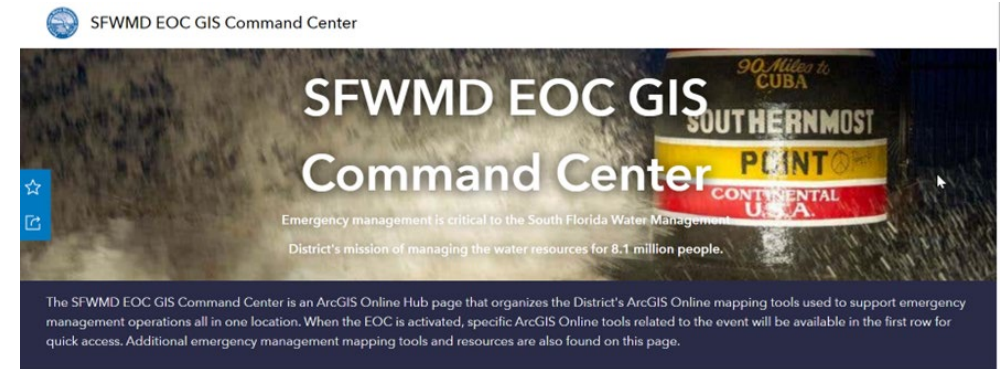 SFWMD EOC GIS Command Center
SFWMD EOC GIS
Command Center
Emergency management is critical to the South Florida Water Management
District's mission of managing the water resources for 8.1 million people.
90 Miles to
CUBA
SOUTHERNMOST
POINT
CONTINENTAL
U.S.A.
The SFWMD EOC GIS Command Center is an ArcGIS Online Hub page that organizes the District's ArcGIS Online mapping tools used to support emergency
management operations all in one location. When the EOC is activated, specific ArcGIS Online tools related to the event will be available in the first row for
quick access. Additional emergency management mapping tools and resources are also found on this page.